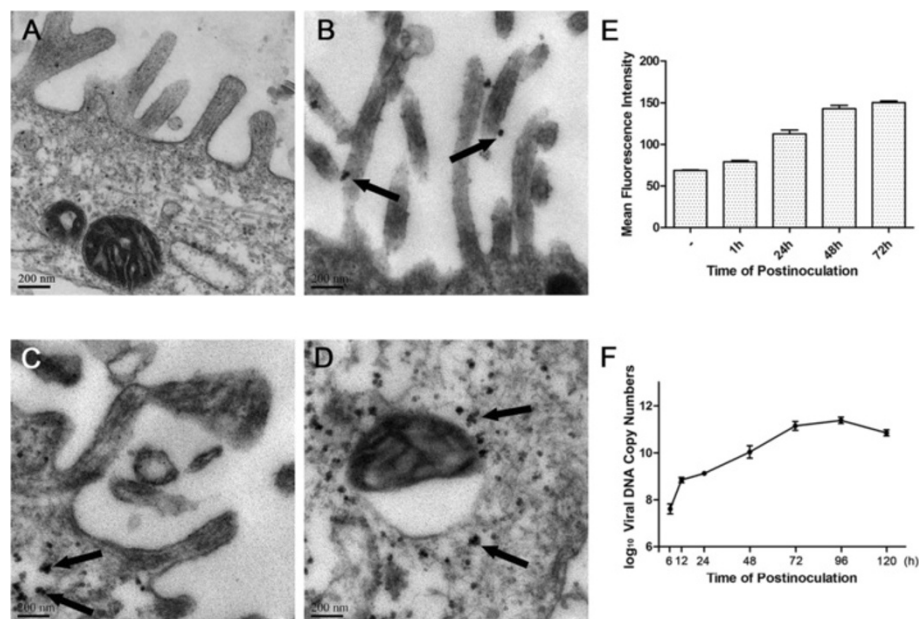 A
200 nm
B
200 nm
C
200 nm
D
200 nm
E
Mean Fluorescence Intensity
200
150
100
50
0
-
1h
24h
48h
72h
Time of Postinoculation
F
log₁₀ Viral DNA Copy Numbers
12
10
8
6
6 12 24 48 72 96 120 (h)
Time of Postinoculation